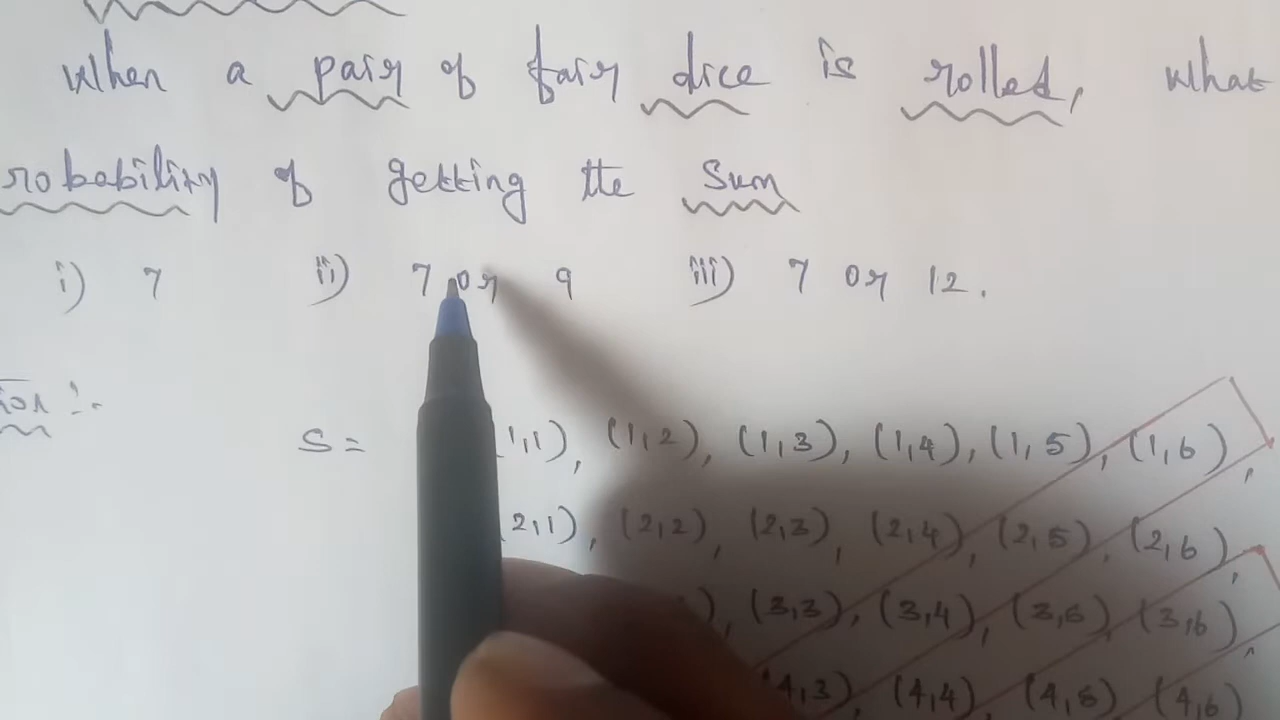 When a pair of fair dice is rolled, what
robability of getting the Sum
i) 7 ii) 7 or 9 iii) 7 or 12.
S = (1,1), (1,2), (1,3), (1,4), (1,5), (1,6),
(2,1), (2,2), (2,3), (2,4), (2,5), (2,6),
), (3,3), (3,4), (3,5), (3,6),
(4,3), (4,4), (4,5), (4,6)